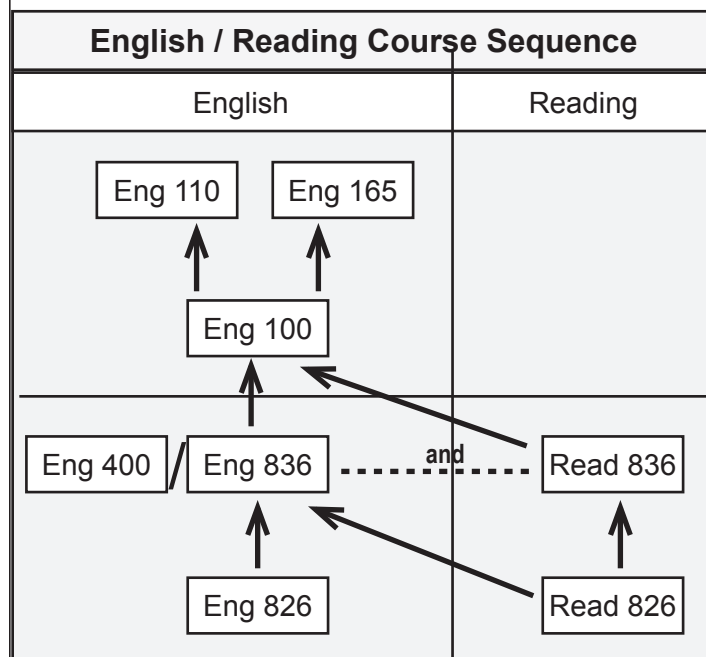 English / Reading Course Sequence
English Reading
Eng 110 Eng 165
Eng 100
Eng 400 / Eng 836 and Read 836
Eng 826 Read 826